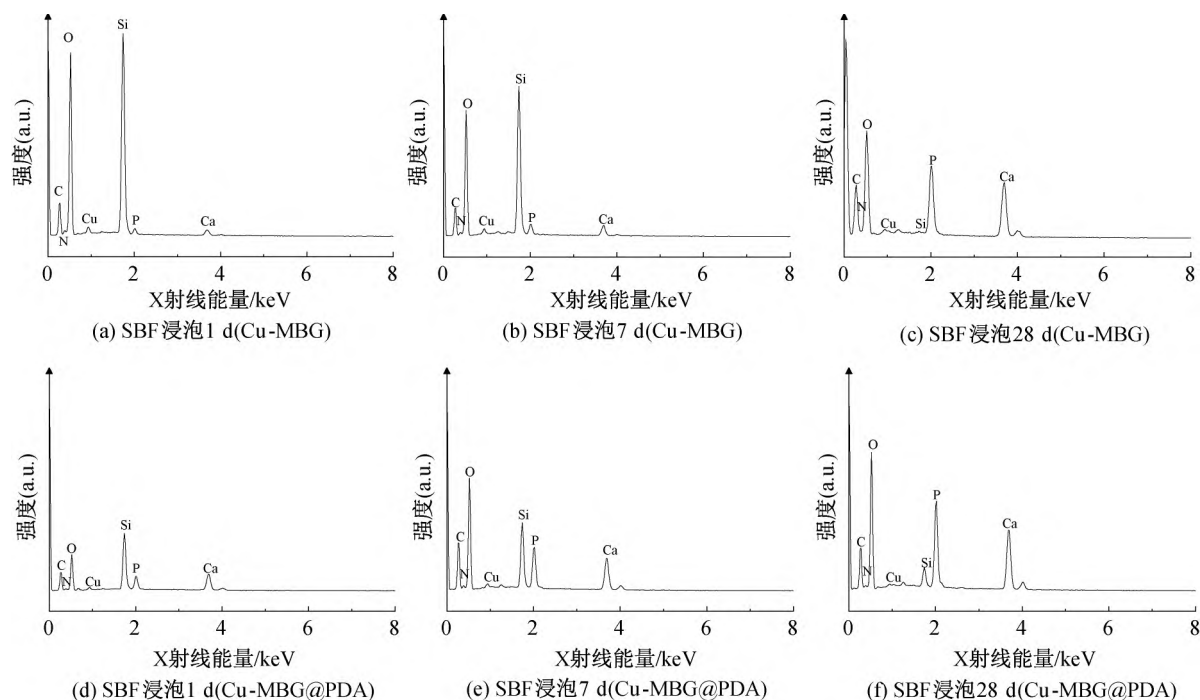 强度(a.u.)
O
Si
C
N
Cu
P
Ca
0 2 4 6 8
X射线能量/keV
(a) SBF浸泡1 d(Cu-MBG)
强度(a.u.)
O
Si
C
N
Cu
P
Ca
0 2 4 6 8
X射线能量/keV
(b) SBF浸泡7 d(Cu-MBG)
强度(a.u.)
O
C
N
Cu
Si
P
Ca
0 2 4 6 8
X射线能量/keV
(c) SBF浸泡28 d(Cu-MBG)
强度(a.u.)
C
N
O
Cu
Si
P
Ca
0 2 4 6 8
X射线能量/keV
(d) SBF浸泡1 d(Cu-MBG@PDA)
强度(a.u.)
O
C
N
Cu
Si
P
Ca
0 2 4 6 8
X射线能量/keV
(e) SBF浸泡7 d(Cu-MBG@PDA)
强度(a.u.)
O
C
N
Cu
Si
P
Ca
0 2 4 6 8
X射线能量/keV
(f) SBF浸泡28 d(Cu-MBG@PDA)